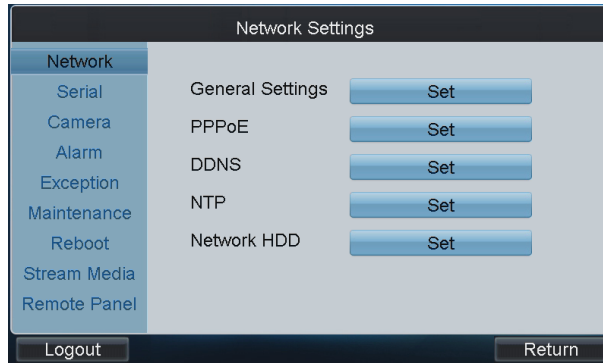 Network Settings
Network
Serial
Camera
Alarm
Exception
Maintenance
Reboot
Stream Media
Remote Panel
General Settings Set
PPPoE Set
DDNS Set
NTP Set
Network HDD Set
Logout Return